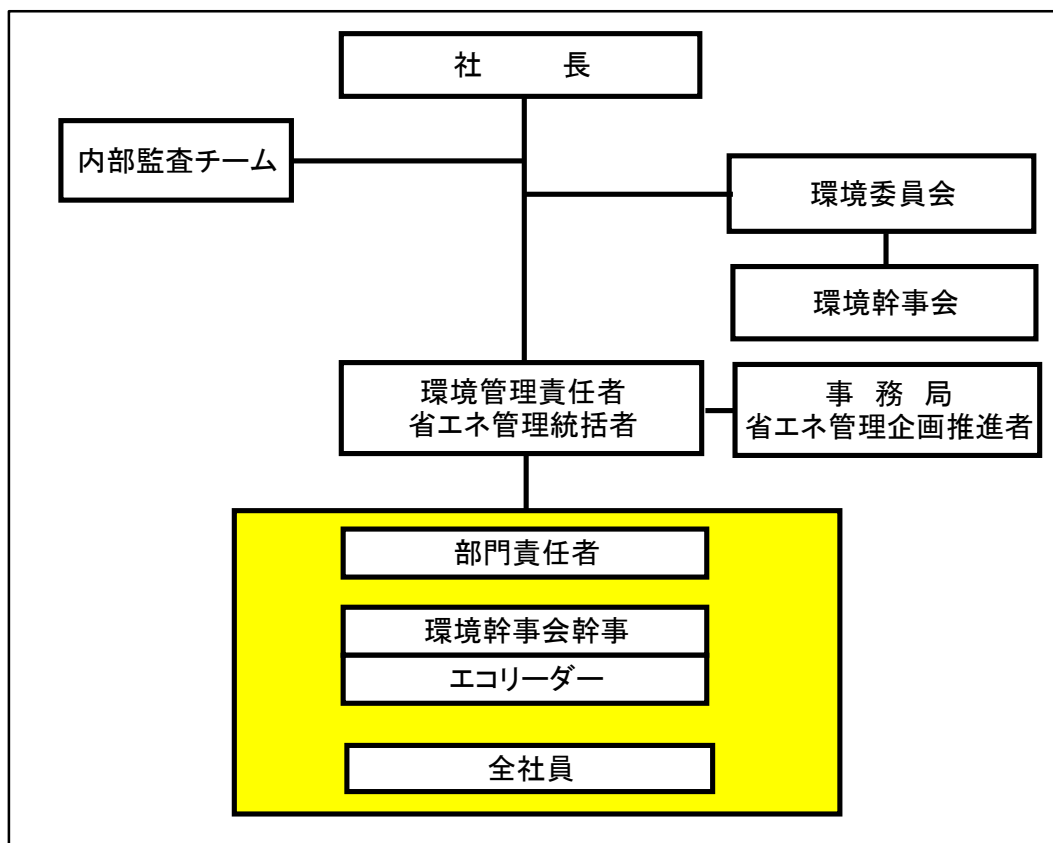 社 長
内部監査チーム
環境委員会
環境幹事会
環境管理責任者
省エネ管理統括者
事 務 局
省エネ管理企画推進者
部門責任者
環境幹事会幹事
エコリーダー
全社員